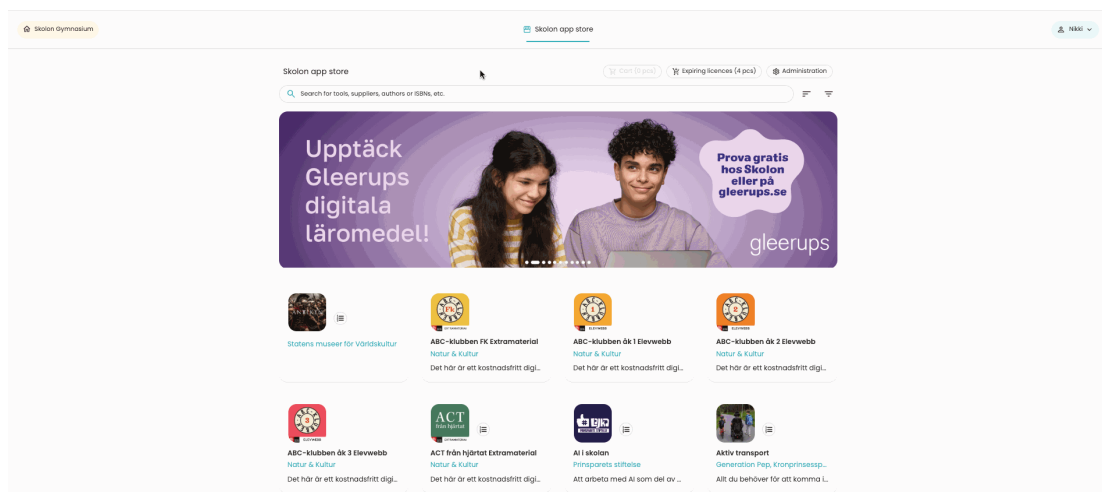 Skolon Gymnasium
Skolon app store
Nikki
Skolon app store
Cart (0 pcs)
Expiring licences (4 pcs)
Administration
Search for tools, suppliers, authors or ISBNs, etc.
Upptäck
Gleerups
digitala
läromedel!
Prova gratis
hos Skolon
eller på
gleerups.se
gleerups
Statens museer för Världskultur
ABC-klubben FK Extramaterial
Natur & Kultur
Det här är ett kostnadsfritt digi...
ABC-klubben åk 1 Elevwebb
Natur & Kultur
Det här är ett kostnadsfritt digi...
ABC-klubben åk 2 Elevwebb
Natur & Kultur
Det här är ett kostnadsfritt digi...
ABC-klubben åk 3 Elevwebb
Natur & Kultur
Det här är ett kostnadsfritt digi...
ACT
från hjärtat
ACT från hjärtat Extramaterial
Natur & Kultur
Det här är ett kostnadsfritt digi...
AI i skolan
Prinsparets stiftelse
Att arbeta med AI som del av ...
Aktiv transport
Generation Pep, Kronprinsessp...
Allt du behöver för att komma i...